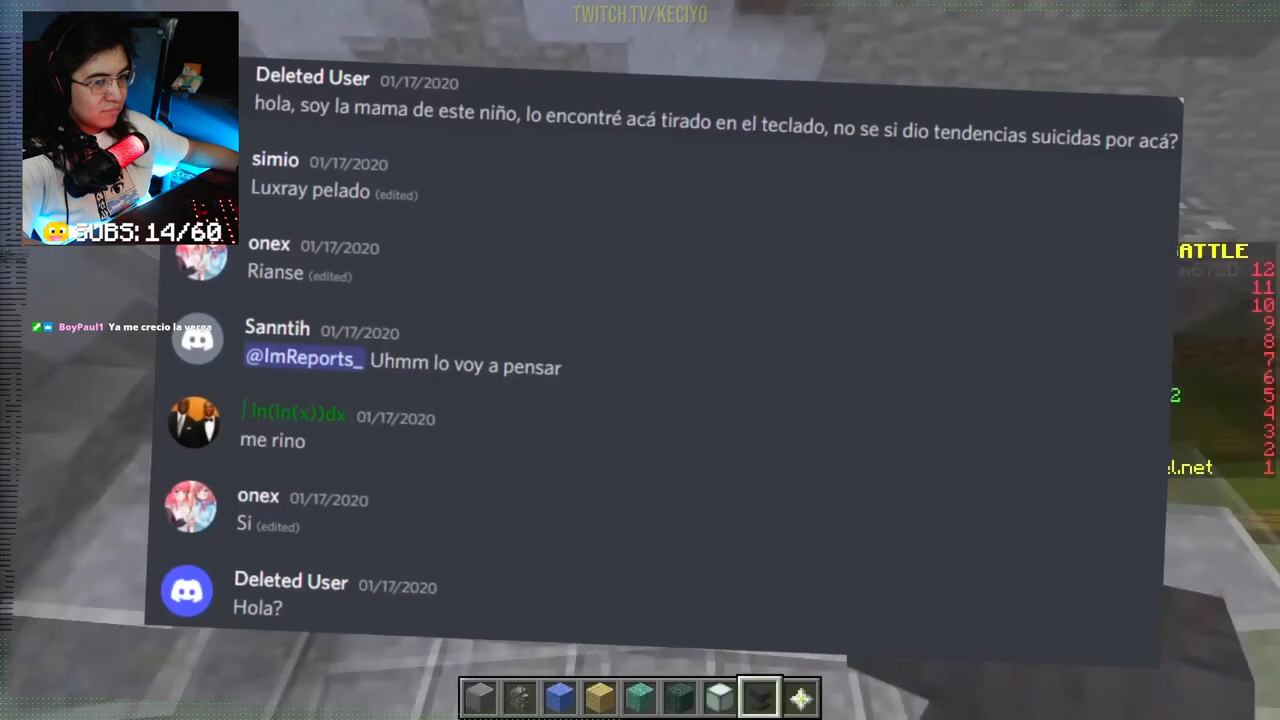 TWITCH.TV/KECIYO
Deleted User 01/17/2020
hola, soy la mama de este niño, lo encontré acá tirado en el teclado, no se si dio tendencias suicidas por acá?
simio 01/17/2020
Luxray pelado (edited)
SUBS: 14/60
onex 01/17/2020
Rianse (edited)
BoyPaul1 Ya me crecio la verga
Sanntih 01/17/2020
@ImReports_ Uhmm lo voy a pensar
∫ln(ln(x))dx 01/17/2020
me rino
onex 01/17/2020
Si (edited)
Deleted User 01/17/2020
Hola?
ATTLE
12
11
10
9
8
7
6
2 5
4
3
2
el.net 1